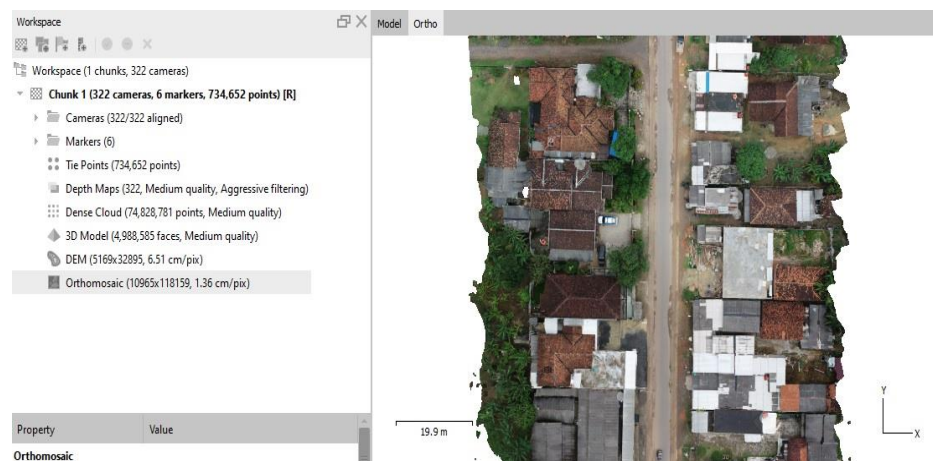 Workspace
Model Ortho
Workspace (1 chunks, 322 cameras)
Chunk 1 (322 cameras, 6 markers, 734,652 points) [R]
Cameras (322/322 aligned)
Markers (6)
Tie Points (734,652 points)
Depth Maps (322, Medium quality, Aggressive filtering)
Dense Cloud (74,828,781 points, Medium quality)
3D Model (4,988,585 faces, Medium quality)
DEM (5169x32895, 6.51 cm/pix)
Orthomosaic (10965x118159, 1.36 cm/pix)
Property Value
Orthomosaic
19.9 m
Y
X